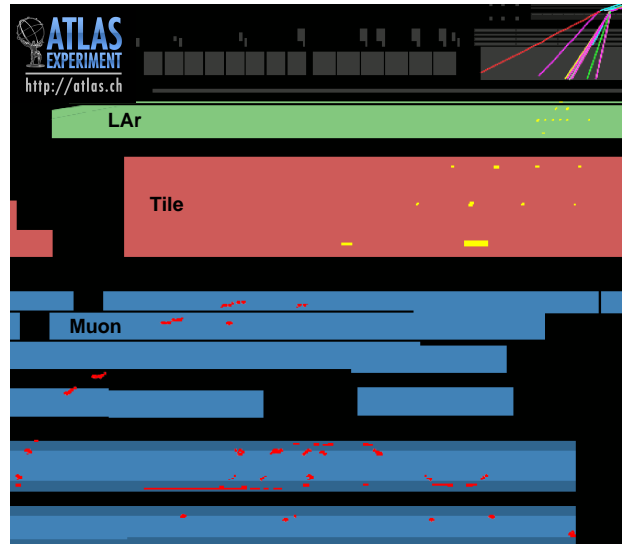 ATLAS
EXPERIMENT
http://atlas.ch
LAr
Tile
Muon